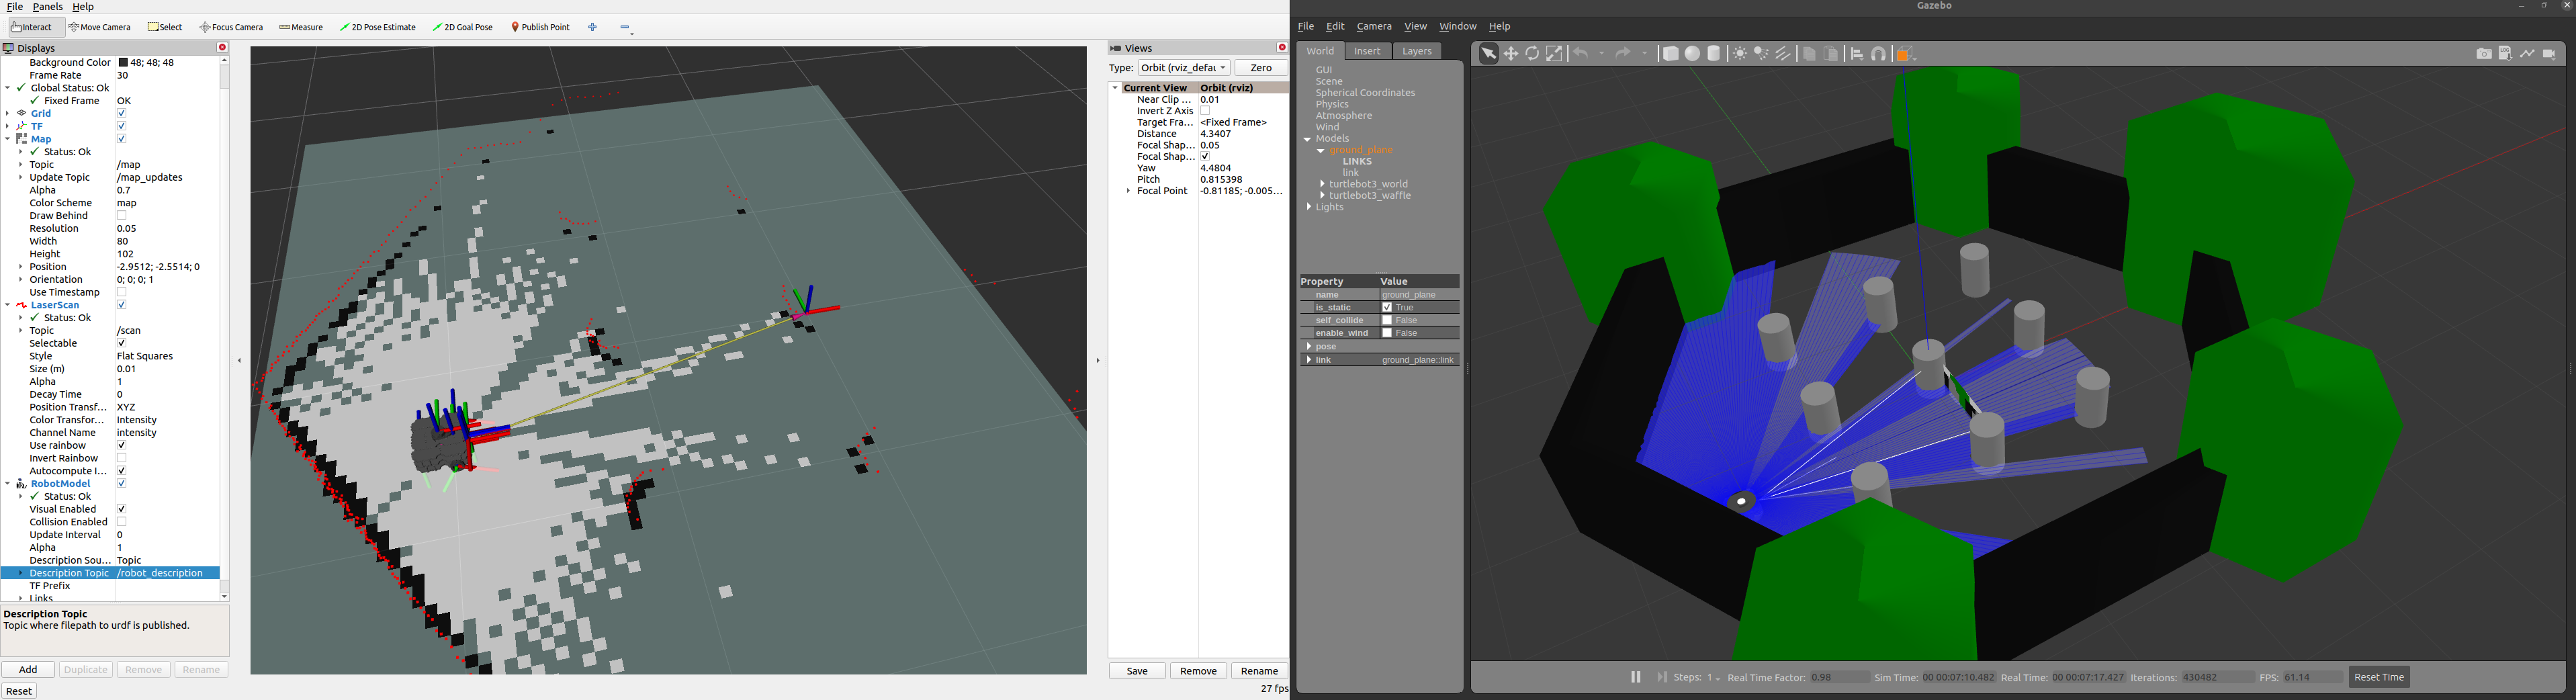 File Panels Help
Interact Move Camera Select Focus Camera Measure 2D Pose Estimate 2D Goal Pose Publish Point
Displays
Background Color 48; 48; 48
Frame Rate 30
Global Status: Ok
Fixed Frame OK
Grid
TF
Map
Status: Ok
Topic /map
Update Topic /map_updates
Alpha 0.7
Color Scheme map
Draw Behind
Resolution 0.05
Width 80
Height 102
Position -2.9512; -2.5514; 0
Orientation 0; 0; 0; 1
Use Timestamp
LaserScan
Status: Ok
Topic /scan
Selectable
Style Flat Squares
Size (m) 0.01
Alpha 1
Decay Time 0
Position Transf... XYZ
Color Transfor... Intensity
Channel Name intensity
Use rainbow
Invert Rainbow
Autocompute I...
RobotModel
Status: Ok
Visual Enabled
Collision Enabled
Update Interval 0
Alpha 1
Description Sou... Topic
Description Topic /robot_description
TF Prefix
Links
Description Topic
Topic where filepath to urdf is published.
Add Duplicate Remove Rename
Reset
Views
Type: Orbit (rviz_defau Zero
Current View Orbit (rviz)
Near Clip ... 0.01
Invert Z Axis
Target Fra... <Fixed Frame>
Distance 4.3407
Focal Shap... 0.05
Focal Shap...
Yaw 4.4804
Pitch 0.815398
Focal Point -0.81185; -0.005...
Save Remove Rename
27 fps
Gazebo
File Edit Camera View Window Help
World Insert Layers
GUI
Scene
Spherical Coordinates
Physics
Atmosphere
Wind
Models
ground_plane
LINKS
link
turtlebot3_world
turtlebot3_waffle
Lights
Property Value
name ground_plane
is_static True
self_collide False
enable_wind False
pose
link ground_plane::link
Steps: 1 Real Time Factor: 0.98 Sim Time: 00 00:07:10.482 Real Time: 00 00:07:17.427 Iterations: 430482 FPS: 61.14 Reset Time